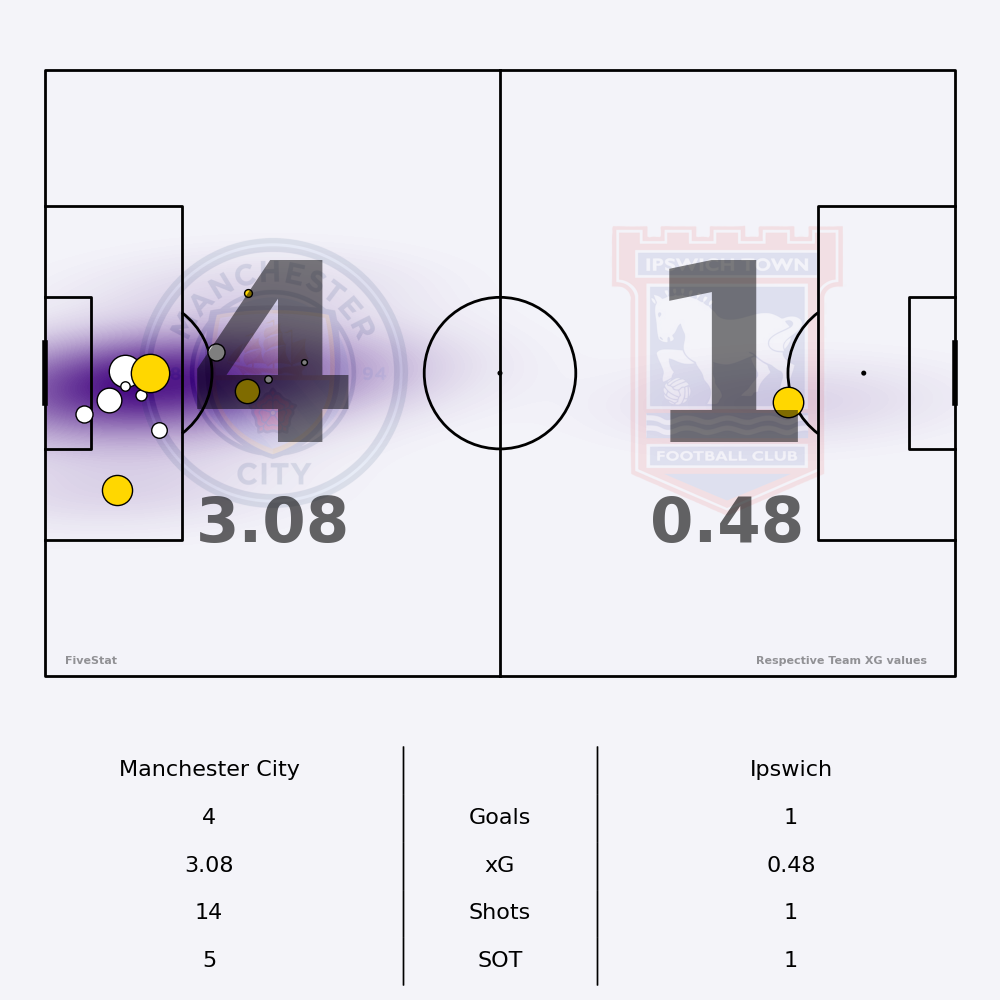 MANCHESTER
94
CITY
4
3.08
IPSWICH TOWN
1
FOOTBALL CLUB
0.48
FiveStat
Respective Team XG values
Manchester City Ipswich
4 Goals 1
3.08 xG 0.48
14 Shots 1
5 SOT 1